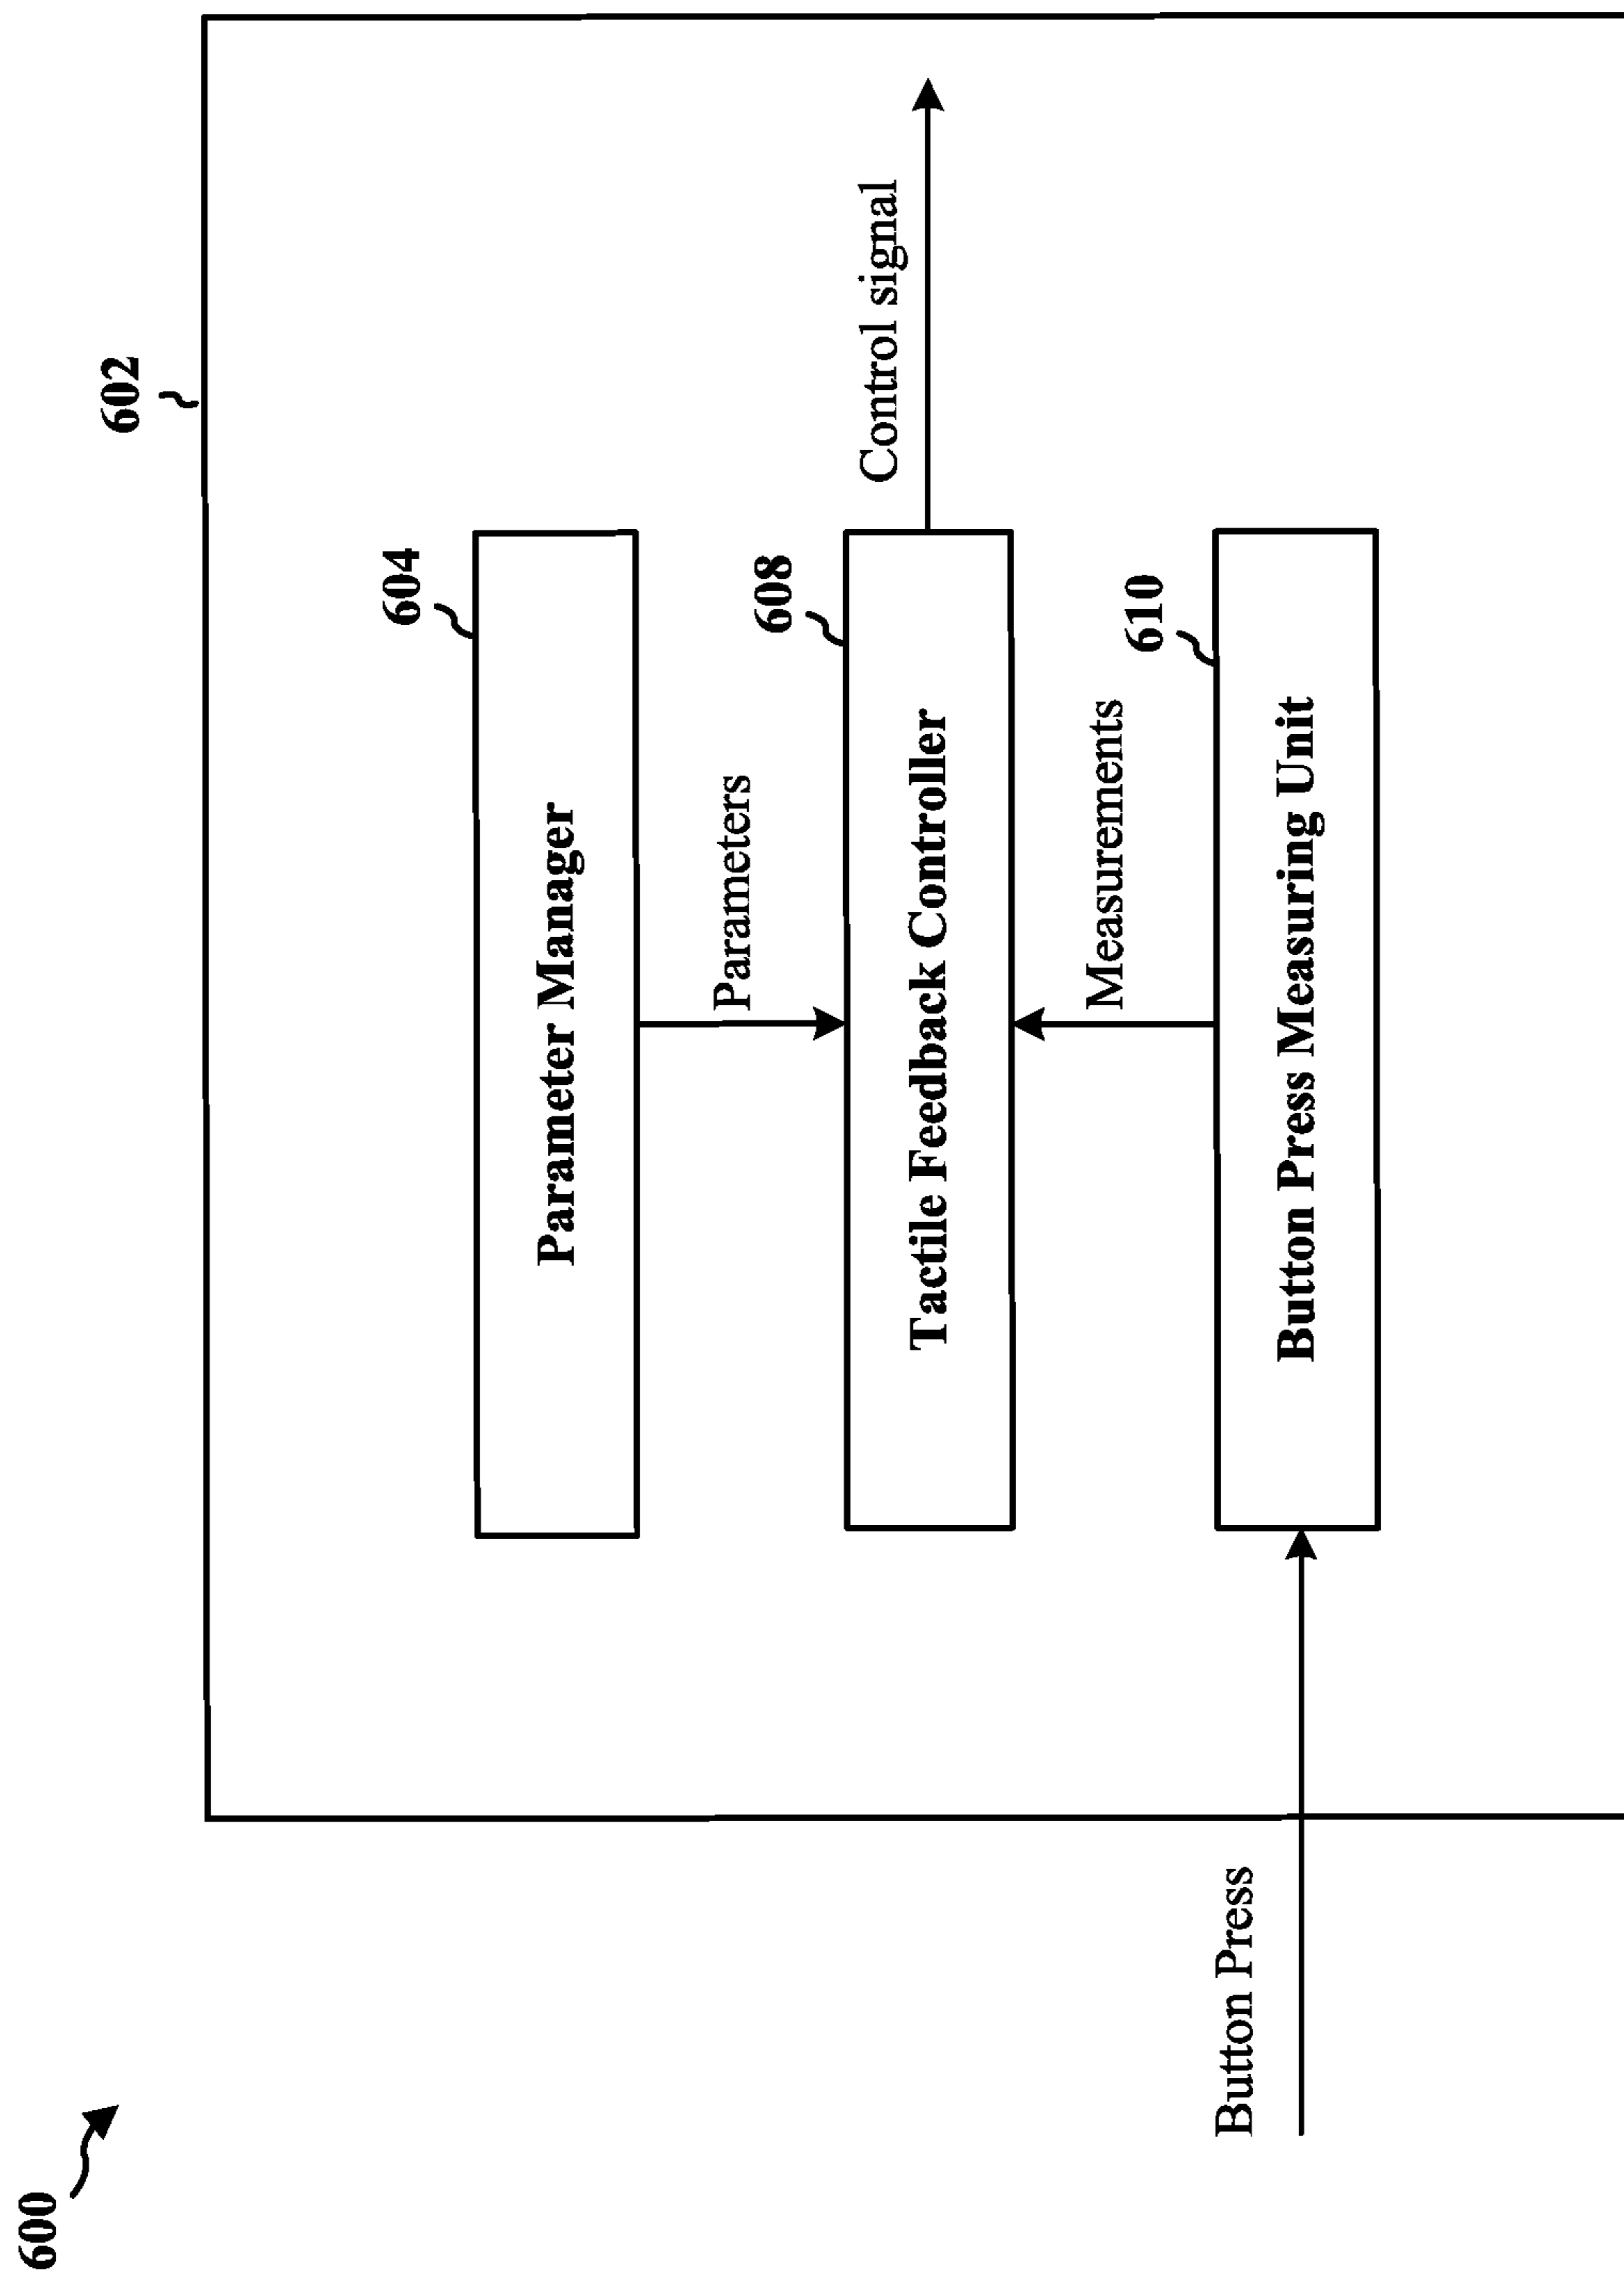 600
602
604
Parameter Manager
Parameters
608
Tactile Feedback Controller
Control signal
Measurements
610
Button Press Measuring Unit
Button Press